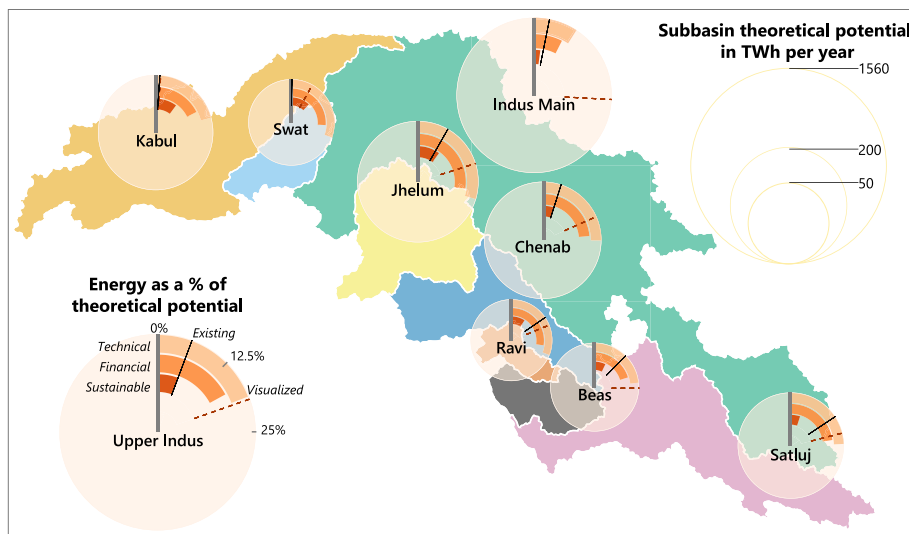 Subbasin theoretical potential
in TWh per year
1560
200
50
Indus Main
Kabul
Swat
Jhelum
Chenab
Ravi
Beas
Satluj
Energy as a % of
theoretical potential
0%
Existing
Technical
12.5%
Financial
Sustainable
Visualized
25%
Upper Indus